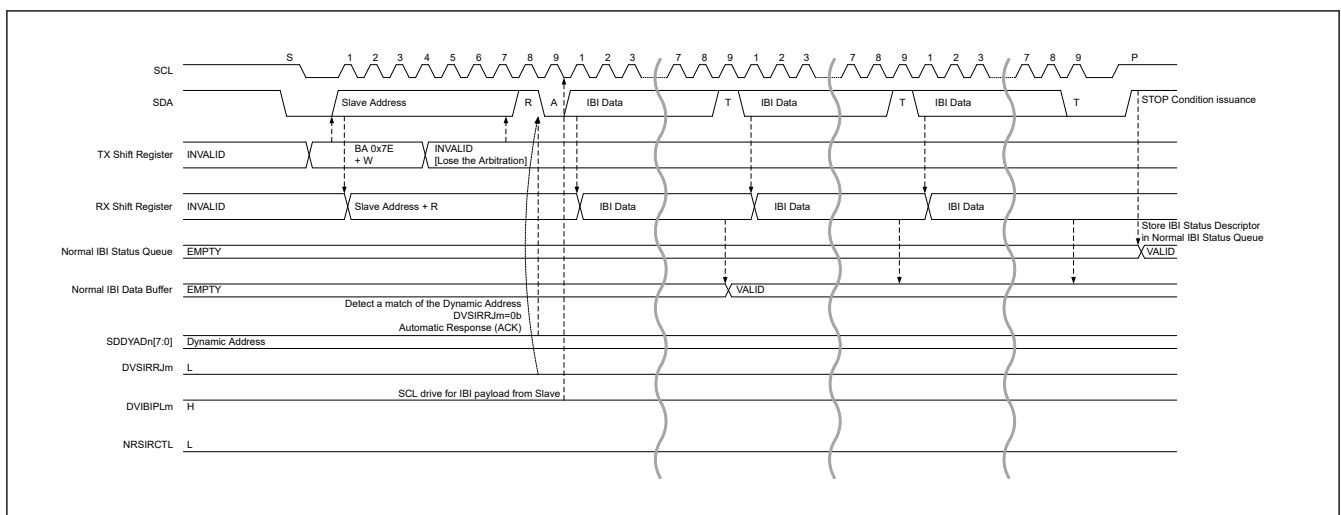 S 1 2 3 4 5 6 7 8 9 1 2 3 7 8 9 1 2 3 7 8 9 1 2 3 7 8 9 P
SCL
SDA Slave Address R A IBI Data T IBI Data T IBI Data T STOP Condition issuance
BA 0x7E
+ W
INVALID
[Lose the Arbitration]
TX Shift Register INVALID
RX Shift Register INVALID Slave Address + R IBI Data IBI Data IBI Data
Store IBI Status Descriptor
in Normal IBI Status Queue
Normal IBI Status Queue EMPTY VALID
Normal IBI Data Buffer EMPTY VALID
Detect a match of the Dynamic Address
DVSIRRJm=0b
Automatic Response (ACK)
SDDYADn[7:0] Dynamic Address
DVSIRRJm L
SCL drive for IBI payload from Slave
DVIBIPLm H
NRSIRCTL L